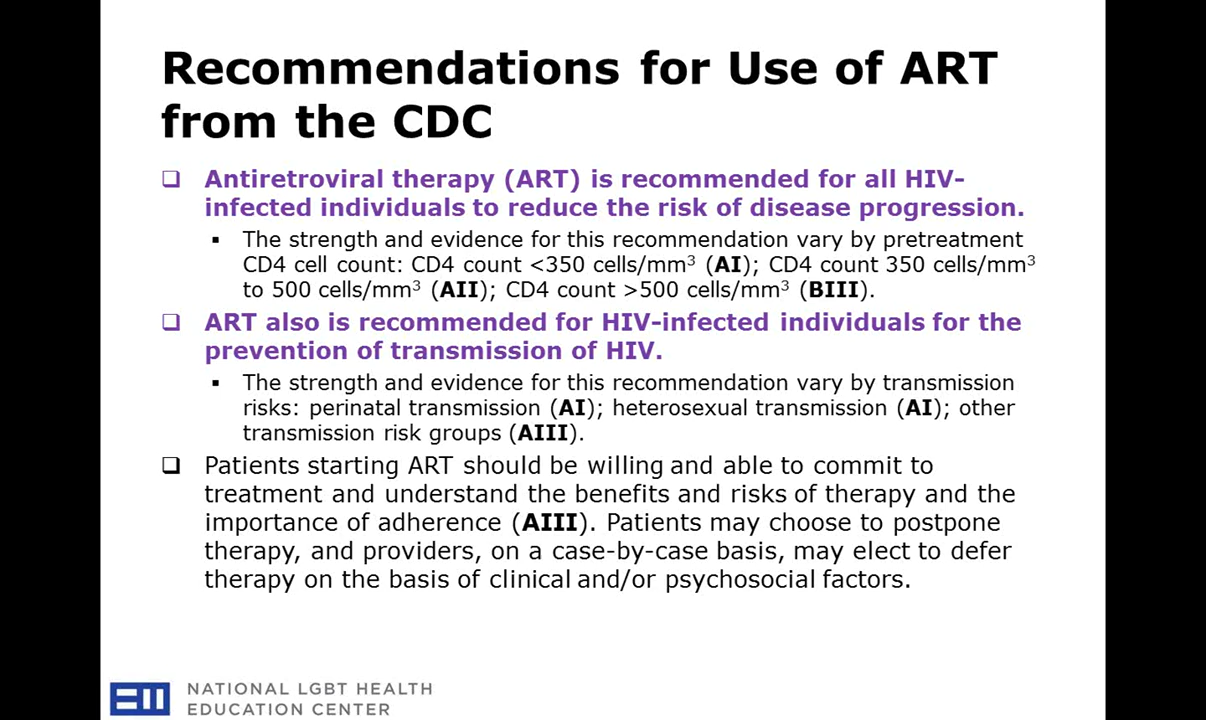 Recommendations for Use of ART
from the CDC
❑ Antiretroviral therapy (ART) is recommended for all HIV-
infected individuals to reduce the risk of disease progression.
▪ The strength and evidence for this recommendation vary by pretreatment
CD4 cell count: CD4 count <350 cells/mm³ (AI); CD4 count 350 cells/mm³
to 500 cells/mm³ (AII); CD4 count >500 cells/mm³ (BIII).
❑ ART also is recommended for HIV-infected individuals for the
prevention of transmission of HIV.
▪ The strength and evidence for this recommendation vary by transmission
risks: perinatal transmission (AI); heterosexual transmission (AI); other
transmission risk groups (AIII).
❑ Patients starting ART should be willing and able to commit to
treatment and understand the benefits and risks of therapy and the
importance of adherence (AIII). Patients may choose to postpone
therapy, and providers, on a case-by-case basis, may elect to defer
therapy on the basis of clinical and/or psychosocial factors.
NATIONAL LGBT HEALTH
EDUCATION CENTER